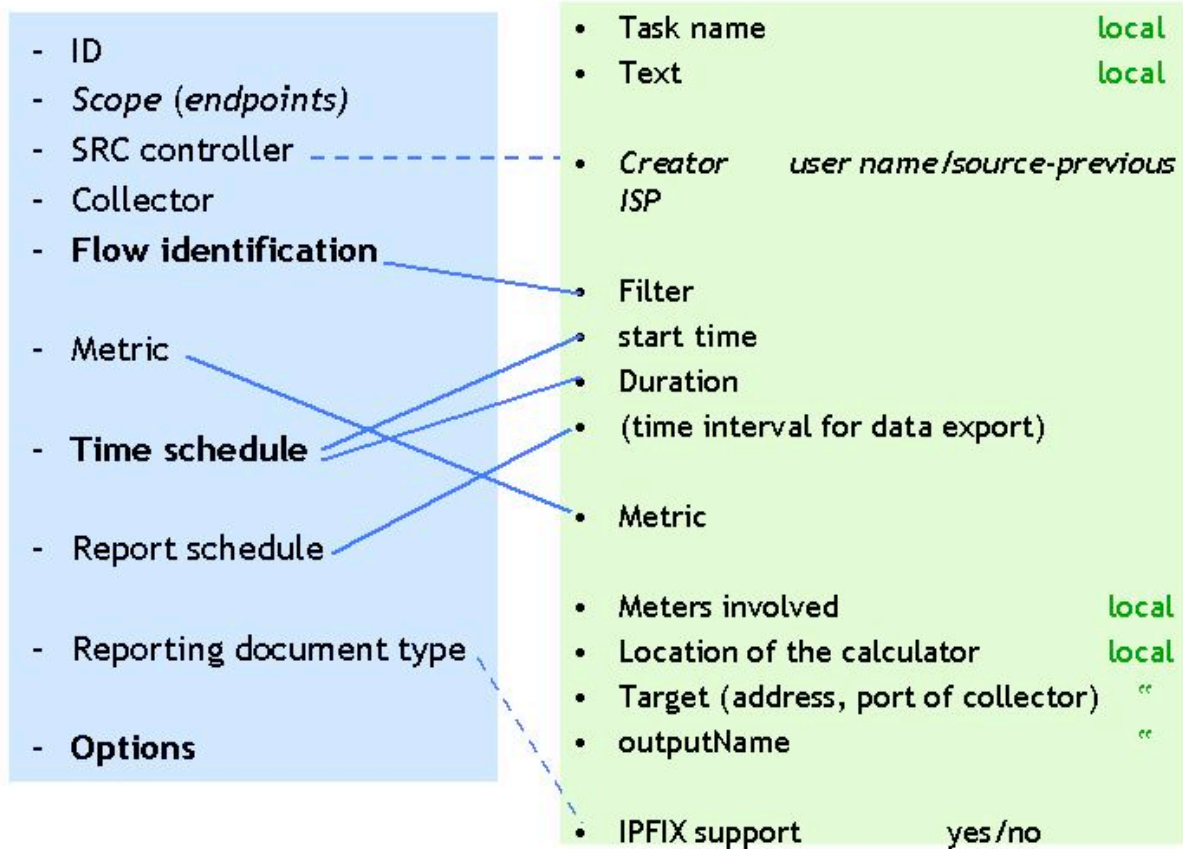 - ID
- Scope (endpoints)
- SRC controller
- Collector
- Flow identification
- Metric
- Time schedule
- Report schedule
- Reporting document type
- Options
• Task name local
• Text local
• Creator user name/source-previous
ISP
• Filter
• start time
• Duration
• (time interval for data export)
• Metric
• Meters involved local
• Location of the calculator local
• Target (address, port of collector) “
• outputName “
• IPFIX support yes/no